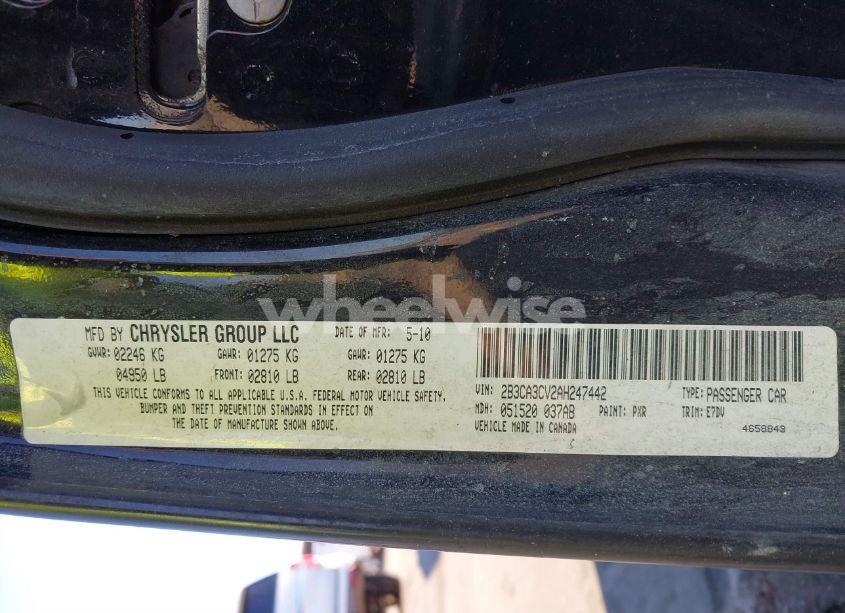 wheelwise
MFD BY CHRYSLER GROUP LLC DATE OF MFR: 5-10
GVWR: 02246 KG GAWR: 01275 KG GAWR: 01275 KG
04950 LB FRONT: 02810 LB REAR: 02810 LB
THIS VEHICLE CONFORMS TO ALL APPLICABLE U.S.A. FEDERAL MOTOR VEHICLE SAFETY,
BUMPER AND THEFT PREVENTION STANDARDS IN EFFECT ON
THE DATE OF MANUFACTURE SHOWN ABOVE.
VIN: 2B3CA3CV2AH247442 TYPE: PASSENGER CAR
MDH: 051520 037AB PAINT: PXR TRIM: E7DV
VEHICLE MADE IN CANADA 4658849